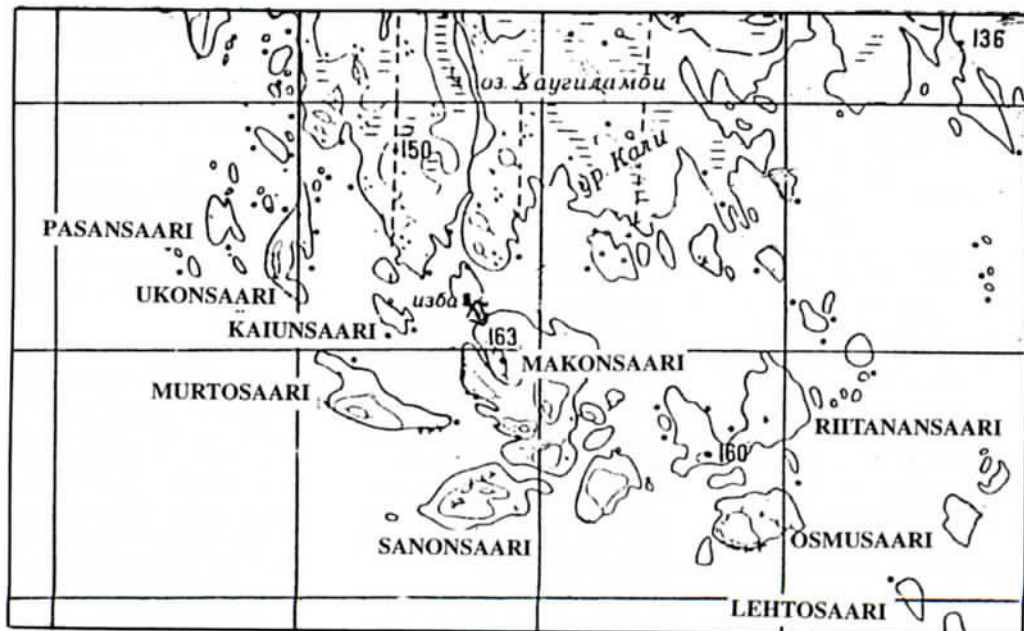 136
оз. Хаугиламби
150
ур. Кали
PASANSAARI
UKONSAARI
изба
KAIUNSAARI
163
MAKONSAARI
MURTOSAARI
RIITANANSAARI
160
SANONSAARI
OSMUSAARI
LEHTOSAARI